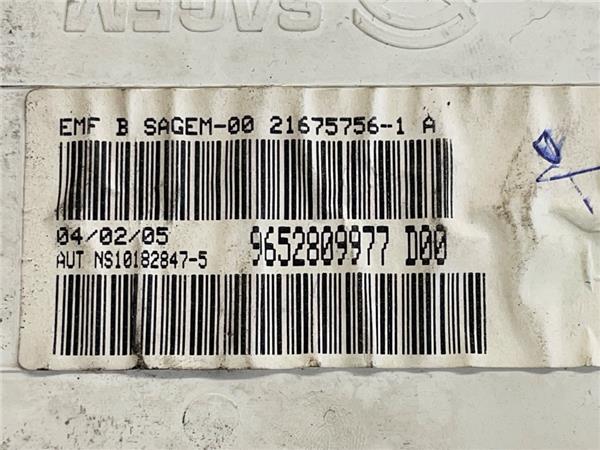 SAGEM
EMF B SAGEM-00 21675756-1 A
04/02/05
9652809977 D00
AUT NS10182847-5